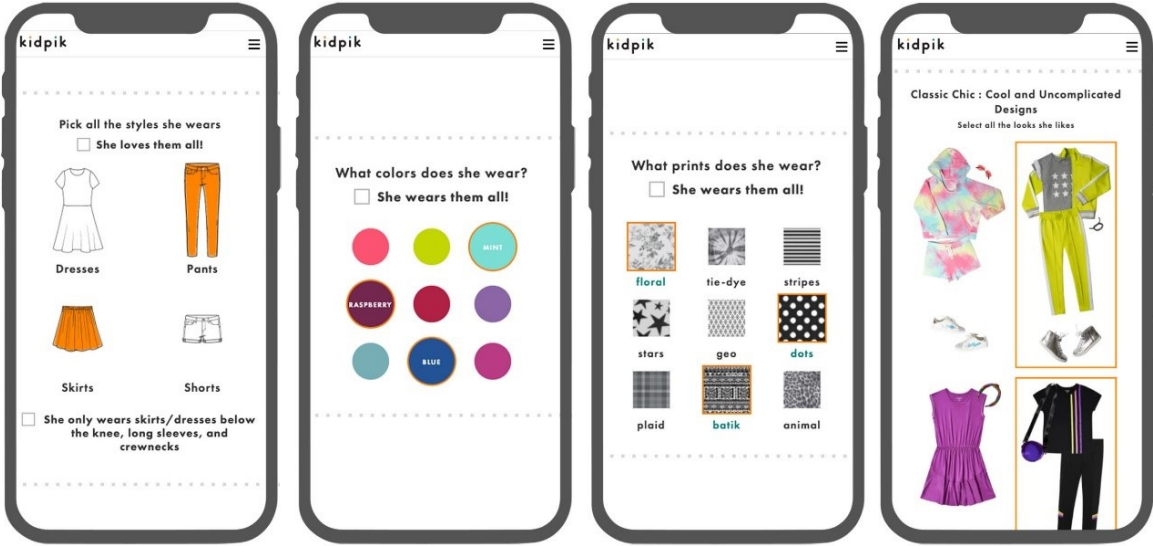 kidpik
Pick all the styles she wears
She loves them all!
Dresses Pants
Skirts Shorts
She only wears skirts/dresses below
the knee, long sleeves, and
crewnecks
kidpik
What colors does she wear?
She wears them all!
MINT
RASPBERRY
BLUE
kidpik
What prints does she wear?
She wears them all!
floral tie-dye stripes
stars geo dots
plaid batik animal
kidpik
Classic Chic : Cool and Uncomplicated
Designs
Select all the looks she likes